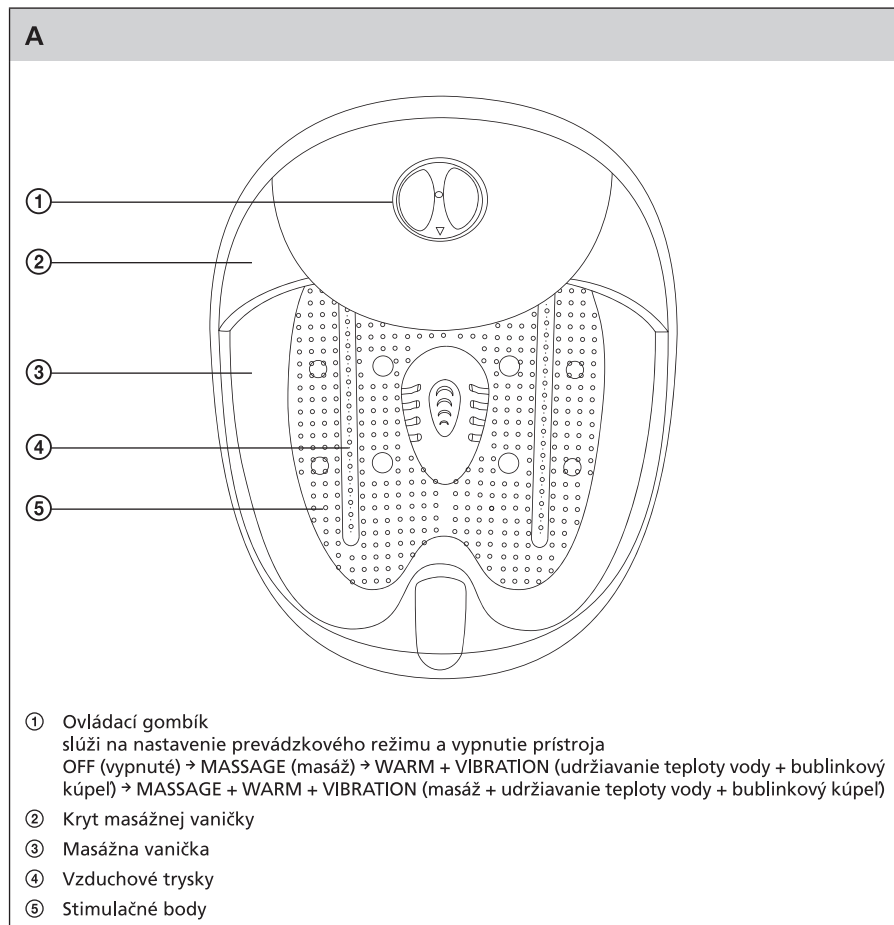 A
①
②
③
④
⑤
① Ovládací gombík
slúži na nastavenie prevádzkového režimu a vypnutie prístroja
OFF (vypnuté) → MASSAGE (masáž) → WARM + VIBRATION (udržiavanie teploty vody + bublinkový
kúpeľ) → MASSAGE + WARM + VIBRATION (masáž + udržiavanie teploty vody + bublinkový kúpeľ)
② Kryt masážnej vaničky
③ Masážna vanička
④ Vzduchové trysky
⑤ Stimulačné body